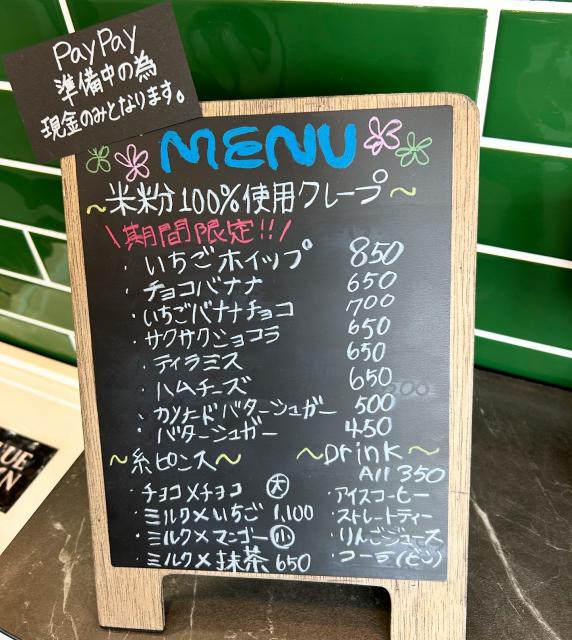 PayPay
準備中の為
現金のみとなります。
MENU
~米粉100%使用クレープ~
\期間限定!!/
・いちごホイップ 850
・チョコバナナ 650
・いちごバナナチョコ 700
・サクサクショコラ 650
・ティラミス 650
・ハムチーズ 650
・カソナードバターシュガー 500
・バターシュガー 450
~糸ピンス~ ~Drink~
All 350
・チョコ×チョコ 大 ・アイスコーヒー
・ミルク×いちご 1,100 ・ストレートティー
・ミルク×マンゴー 小 ・りんごジュース
・ミルク×抹茶 650 ・コーラ(ビン)